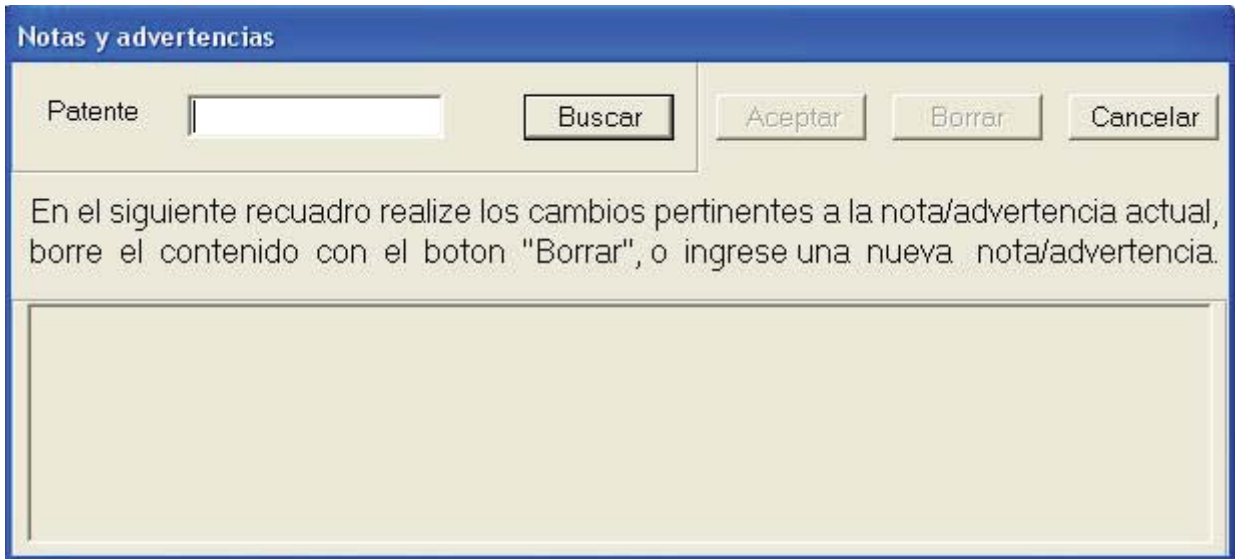 Notas y advertencias
Patente Buscar Aceptar Borrar Cancelar
En el siguiente recuadro realize los cambios pertinentes a la nota/advertencia actual,
borre el contenido con el boton "Borrar", o ingrese una nueva nota/advertencia.